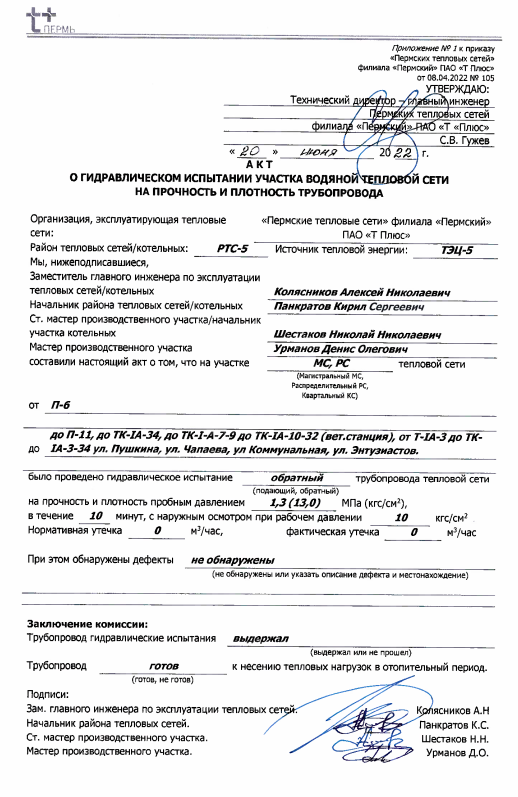 т+
ПЕРМЬ
Приложение № 1 к приказу
«Пермских тепловых сетей»
филиала «Пермский» ПАО «Т Плюс»
от 08.04.2022 № 105
УТВЕРЖДАЮ:
Технический директор – главный инженер
Пермских тепловых сетей
филиала «Пермский» ПАО «Т «Плюс»
С.В. Гужев
« 20 » июня 2022 г.
А К Т
О ГИДРАВЛИЧЕСКОМ ИСПЫТАНИИ УЧАСТКА ВОДЯНОЙ ТЕПЛОВОЙ СЕТИ
НА ПРОЧНОСТЬ И ПЛОТНОСТЬ ТРУБОПРОВОДА
Организация, эксплуатирующая тепловые «Пермские тепловые сети» филиала «Пермский»
сети: ПАО «Т Плюс»
Район тепловых сетей/котельных: РТС-5 Источник тепловой энергии: ТЭЦ-5
Мы, нижеподписавшиеся,
Заместитель главного инженера по эксплуатации
тепловых сетей/котельных Колясников Алексей Николаевич
Начальник района тепловых сетей/котельных Панкратов Кирил Сергеевич
Ст. мастер производственного участка/начальник
участка котельных Шестаков Николай Николаевич
Мастер производственного участка Урманов Денис Олегович
составили настоящий акт о том, что на участке МС, РС тепловой сети
(Магистральный МС,
Распределительный РС,
Квартальный КС)
от П-6
до П-11, до ТК-IА-34, до ТК-I-А-7-9 до ТК-IА-10-32 (вет.станция), от Т-IА-3 до ТК-
до IА-3-34 ул. Пушкина, ул. Чапаева, ул Коммунальная, ул. Энтузиастов.
было проведено гидравлическое испытание обратный трубопровода тепловой сети
(подающий, обратный)
на прочность и плотность пробным давлением 1,3 (13,0) МПа (кгс/см²),
в течение 10 минут, с наружным осмотром при рабочем давлении 10 кгс/см²
Нормативная утечка 0 м³/час, фактическая утечка 0 м³/час
При этом обнаружены дефекты не обнаружены
(не обнаружены или указать описание дефекта и местонахождение)
Заключение комиссии:
Трубопровод гидравлические испытания выдержал
(выдержал или не прошел)
Трубопровод готов к несению тепловых нагрузок в отопительный период.
(готов, не готов)
Подписи:
Зам. главного инженера по эксплуатации тепловых сетей. Колясников А.Н
Начальник района тепловых сетей. Панкратов К.С.
Ст. мастер производственного участка. Шестаков Н.Н.
Мастер производственного участка. Урманов Д.О.